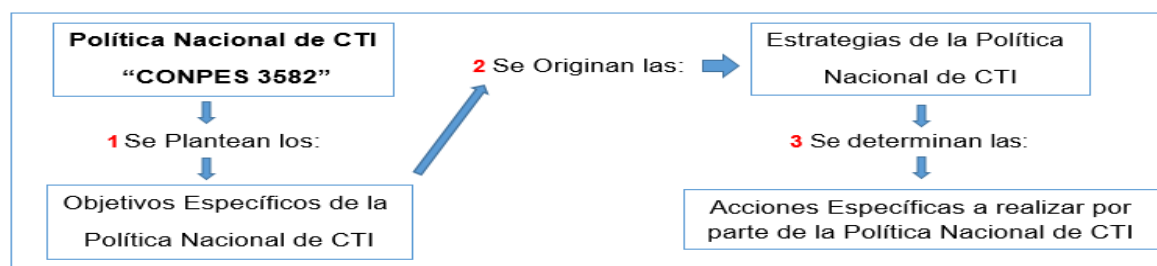 Política Nacional de CTI
“CONPES 3582”
1 Se Plantean los:
Objetivos Específicos de la
Política Nacional de CTI
2 Se Originan las:
Estrategias de la Política
Nacional de CTI
3 Se determinan las:
Acciones Específicas a realizar por
parte de la Política Nacional de CTI